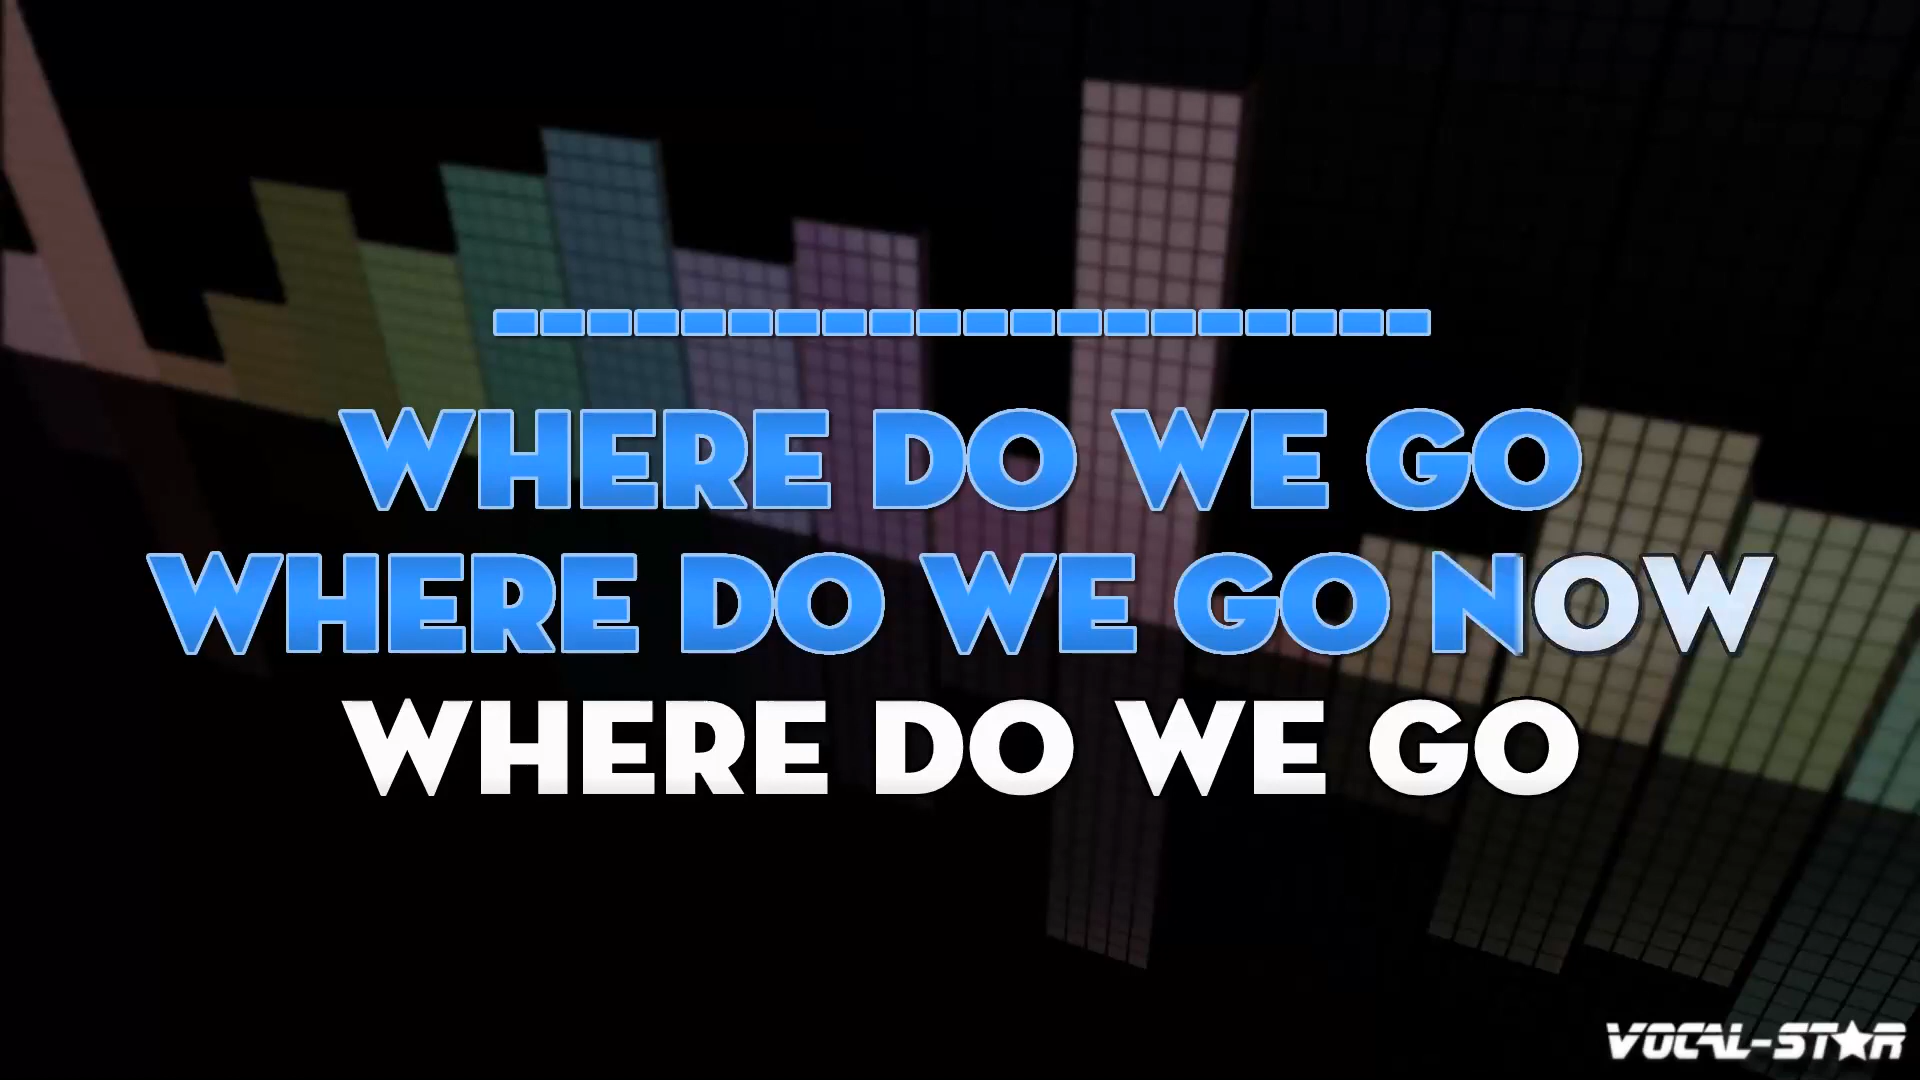 --------------------
WHERE DO WE GO
WHERE DO WE GO NOW
WHERE DO WE GO
VOCAL-STAR